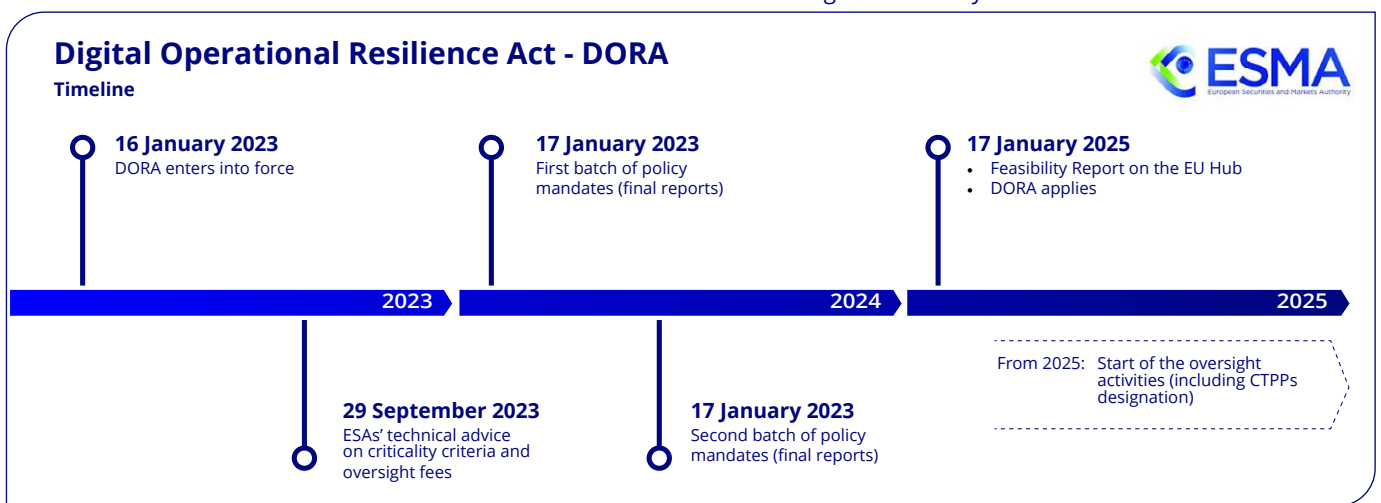 Digital Operational Resilience Act - DORA
Timeline
ESMA
European Securities and Markets Authority
16 January 2023
DORA enters into force
17 January 2023
First batch of policy
mandates (final reports)
17 January 2025
• Feasibility Report on the EU Hub
• DORA applies
2023
2024
2025
29 September 2023
ESAs’ technical advice
on criticality criteria and
oversight fees
17 January 2023
Second batch of policy
mandates (final reports)
From 2025: Start of the oversight
activities (including CTPPs
designation)